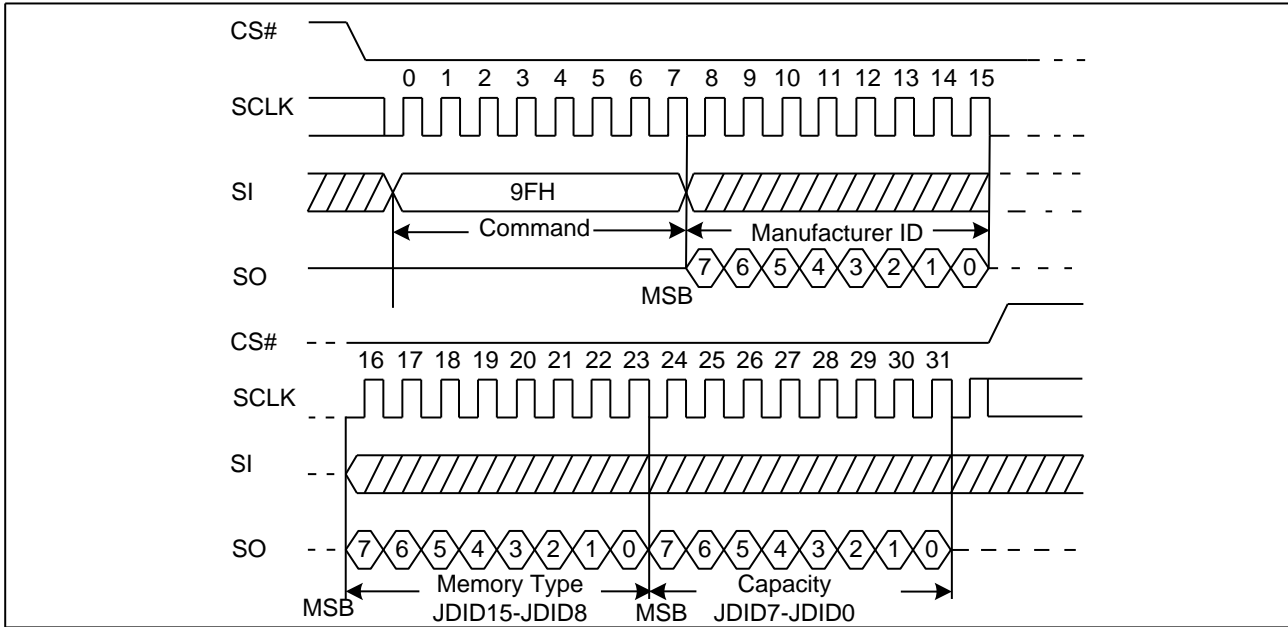 CS#
0 1 2 3 4 5 6 7 8 9 10 11 12 13 14 15
SCLK
SI
9FH
Command
Manufacturer ID
SO
7 6 5 4 3 2 1 0
MSB
CS#
16 17 18 19 20 21 22 23 24 25 26 27 28 29 30 31
SCLK
SI
SO
7 6 5 4 3 2 1 0 7 6 5 4 3 2 1 0
Memory Type Capacity
MSB JDID15-JDID8 MSB JDID7-JDID0